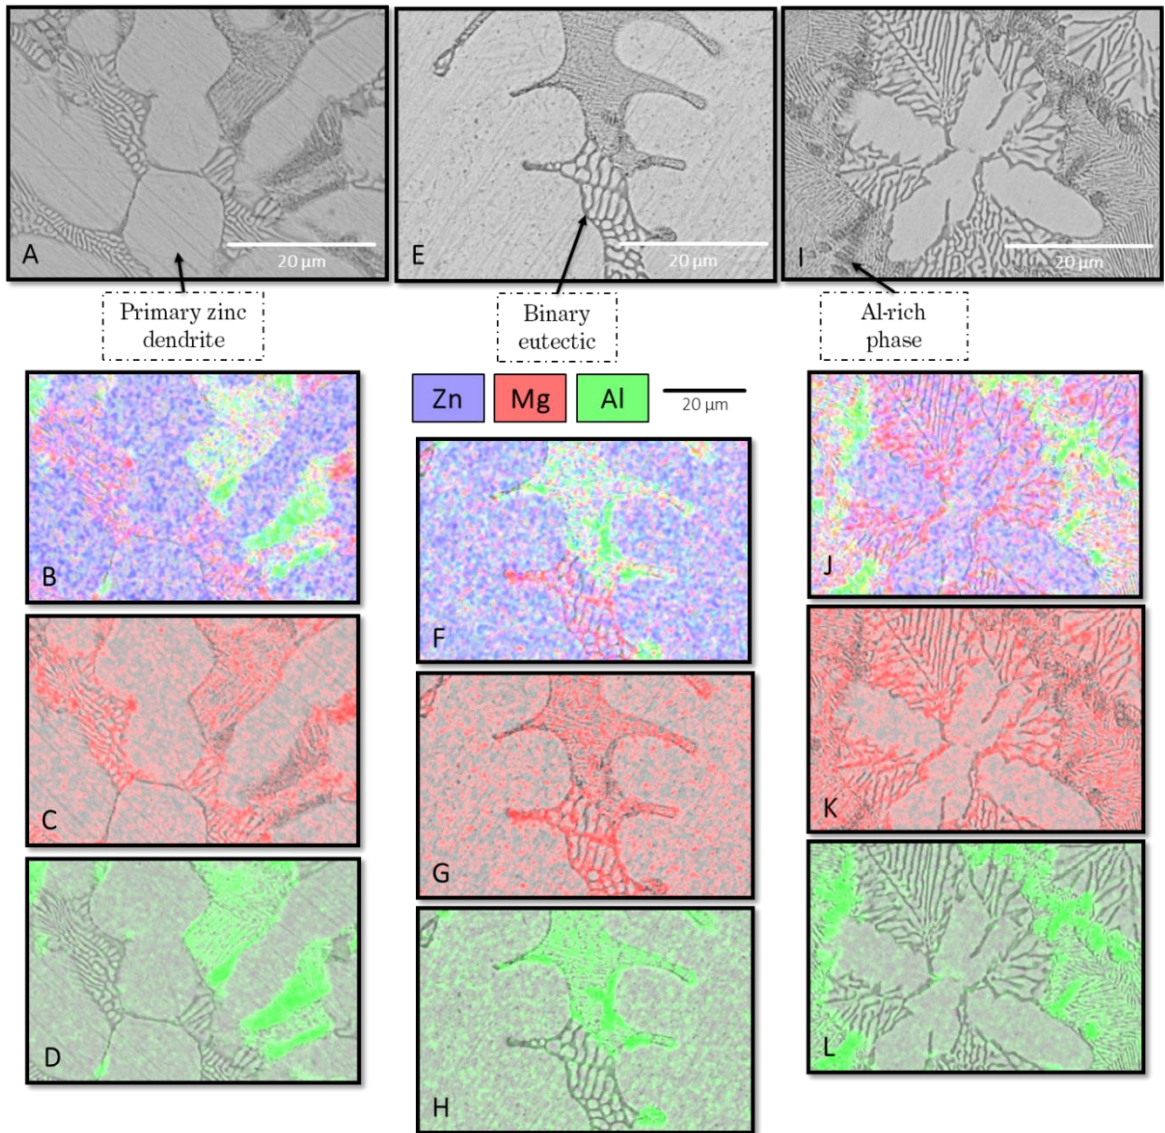 A
20 μm
E
20 μm
I
20 μm
Primary zinc
dendrite
Binary
eutectic
Al-rich
phase
Zn
Mg
Al
20 μm
B
F
J
C
G
K
D
H
L